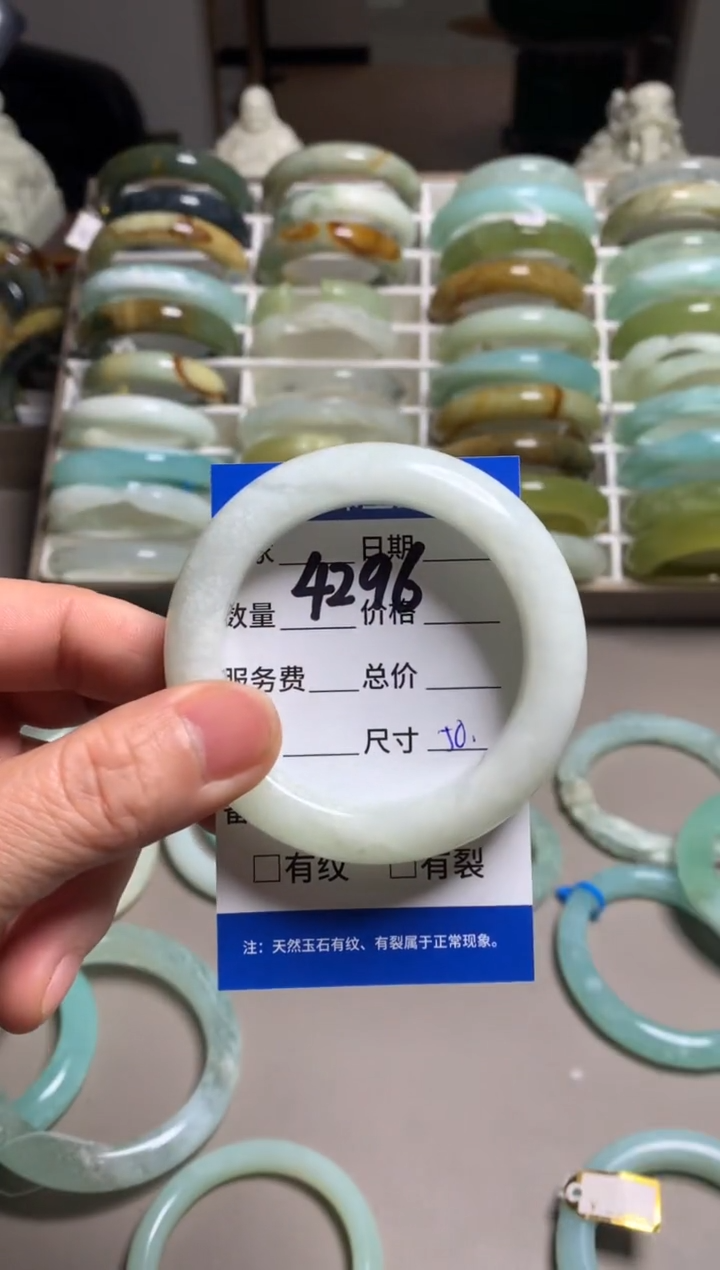 日期
4296
数量 价格
服务费 总价
尺寸
□有纹 □有裂
注：天然玉石有纹、有裂属于正常现象。